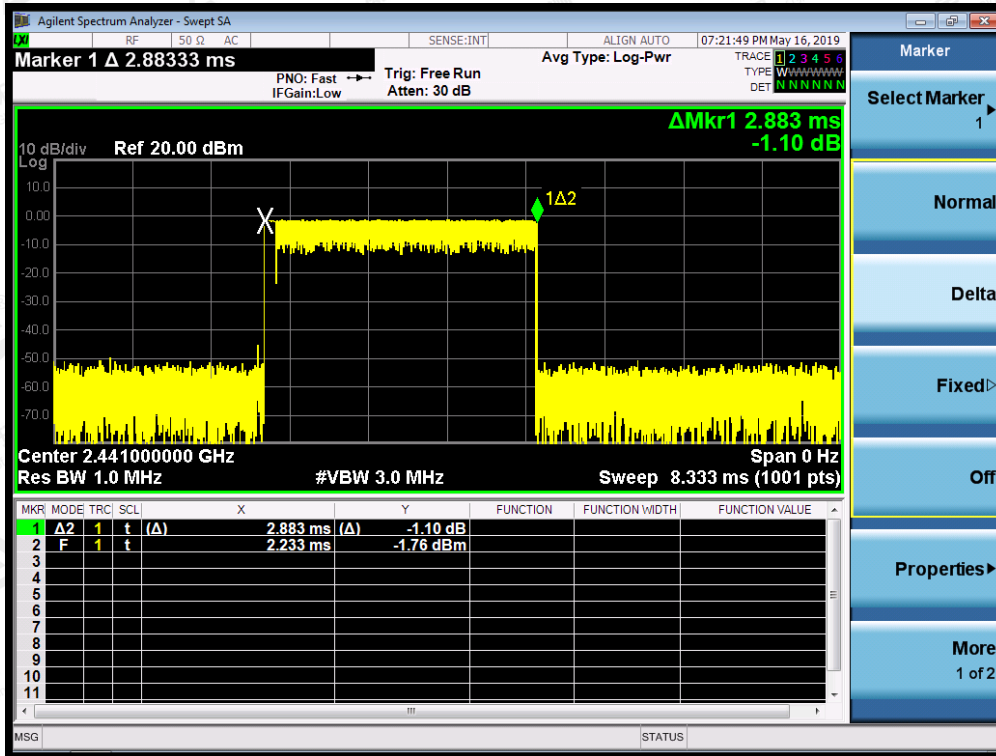 Agilent Spectrum Analyzer - Swept SA
LXI RF 50 Ω AC SENSE:INT ALIGN AUTO 07:21:49 PM May 16, 2019
Marker 1 Δ 2.88333 ms
PNO: Fast
IFGain:Low
Trig: Free Run
Atten: 30 dB
Avg Type: Log-Pwr
TRACE 1 2 3 4 5 6
TYPE WWWWWWW
DET N N N N N N
ΔMkr1 2.883 ms
-1.10 dB
10 dB/div Ref 20.00 dBm
Log
10.0
0.00
-10.0
-20.0
-30.0
-40.0
-50.0
-60.0
-70.0
X
1Δ2
Center 2.441000000 GHz Span 0 Hz
Res BW 1.0 MHz #VBW 3.0 MHz Sweep 8.333 ms (1001 pts)
MKR MODE TRC SCL X Y FUNCTION FUNCTION WIDTH FUNCTION VALUE
1 Δ2 1 t (Δ) 2.883 ms (Δ) -1.10 dB
2 F 1 t 2.233 ms -1.76 dBm
3
4
5
6
7
8
9
10
11
MSG STATUS
Marker
Select Marker
1
Normal
Delta
Fixed
Off
Properties
More
1 of 2